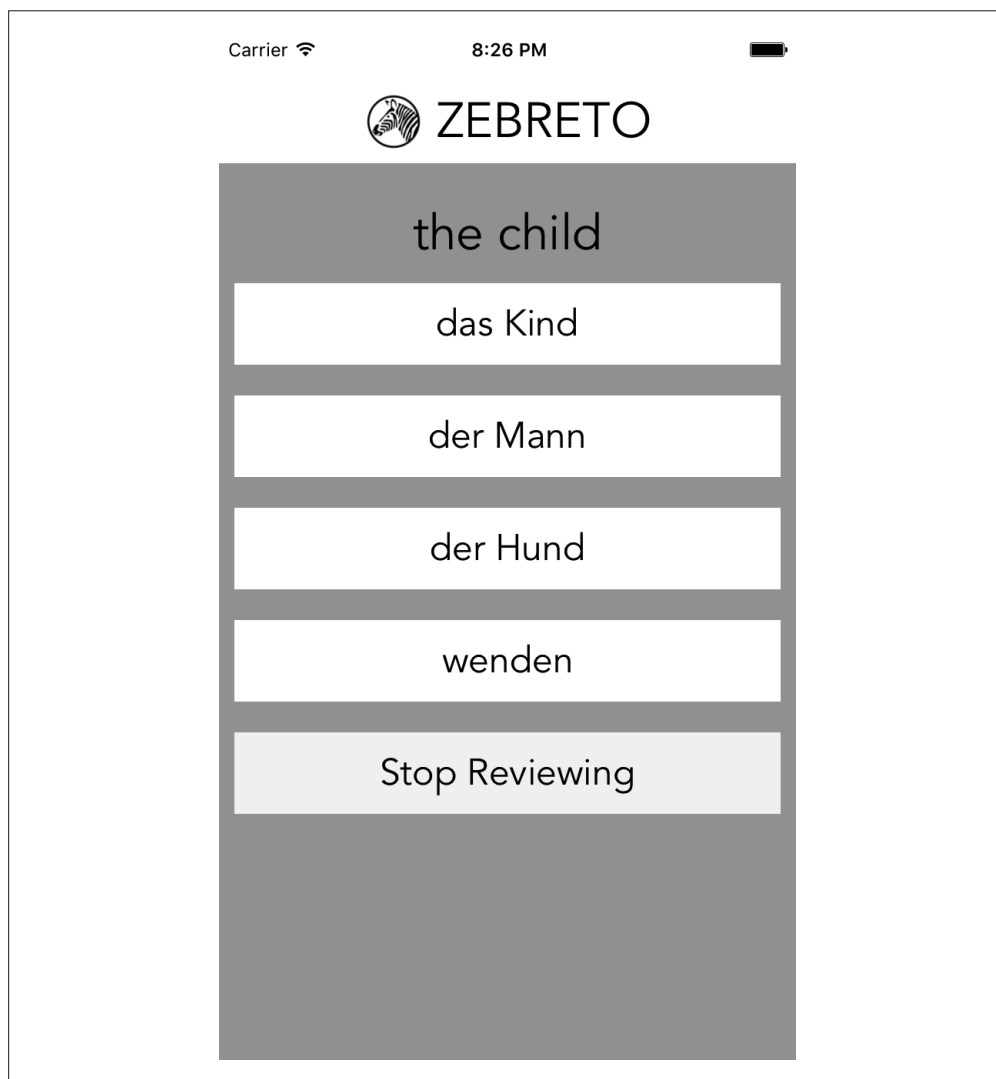 Carrier 8:26 PM
ZEBRETO
the child
das Kind
der Mann
der Hund
wenden
Stop Reviewing